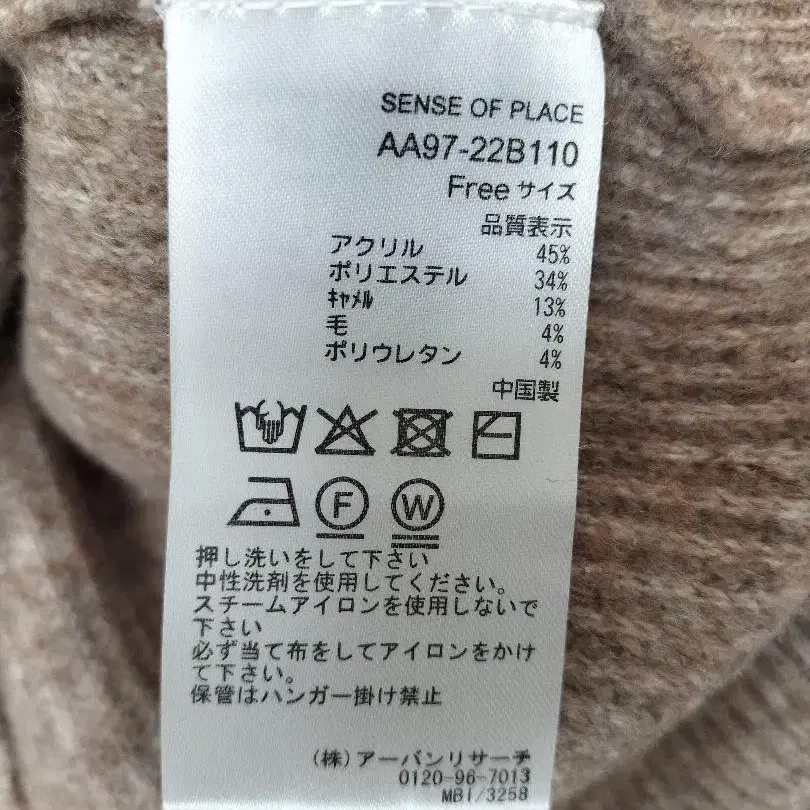 SENSE OF PLACE
AA97-22B110
Free サイズ
品質表示
アクリル 45%
ポリエステル 34%
ｷｬﾒﾙ 13%
毛 4%
ポリウレタン 4%
中国製
F W
押し洗いをして下さい
中性洗剤を使用してください。
スチームアイロンを使用しないで
下さい
必ず当て布をしてアイロンをかけ
て下さい。
保管はハンガー掛け禁止
(株)アーバンリサーチ
0120-96-7013
MBI/3258